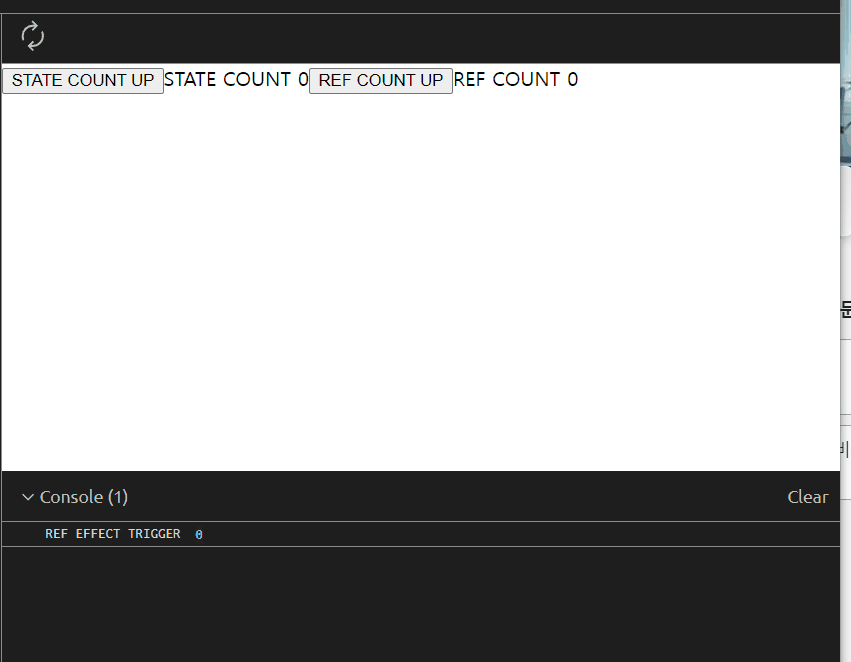 STATE COUNT UP STATE COUNT 0 REF COUNT UP REF COUNT 0
Console (1) Clear
REF EFFECT TRIGGER 0